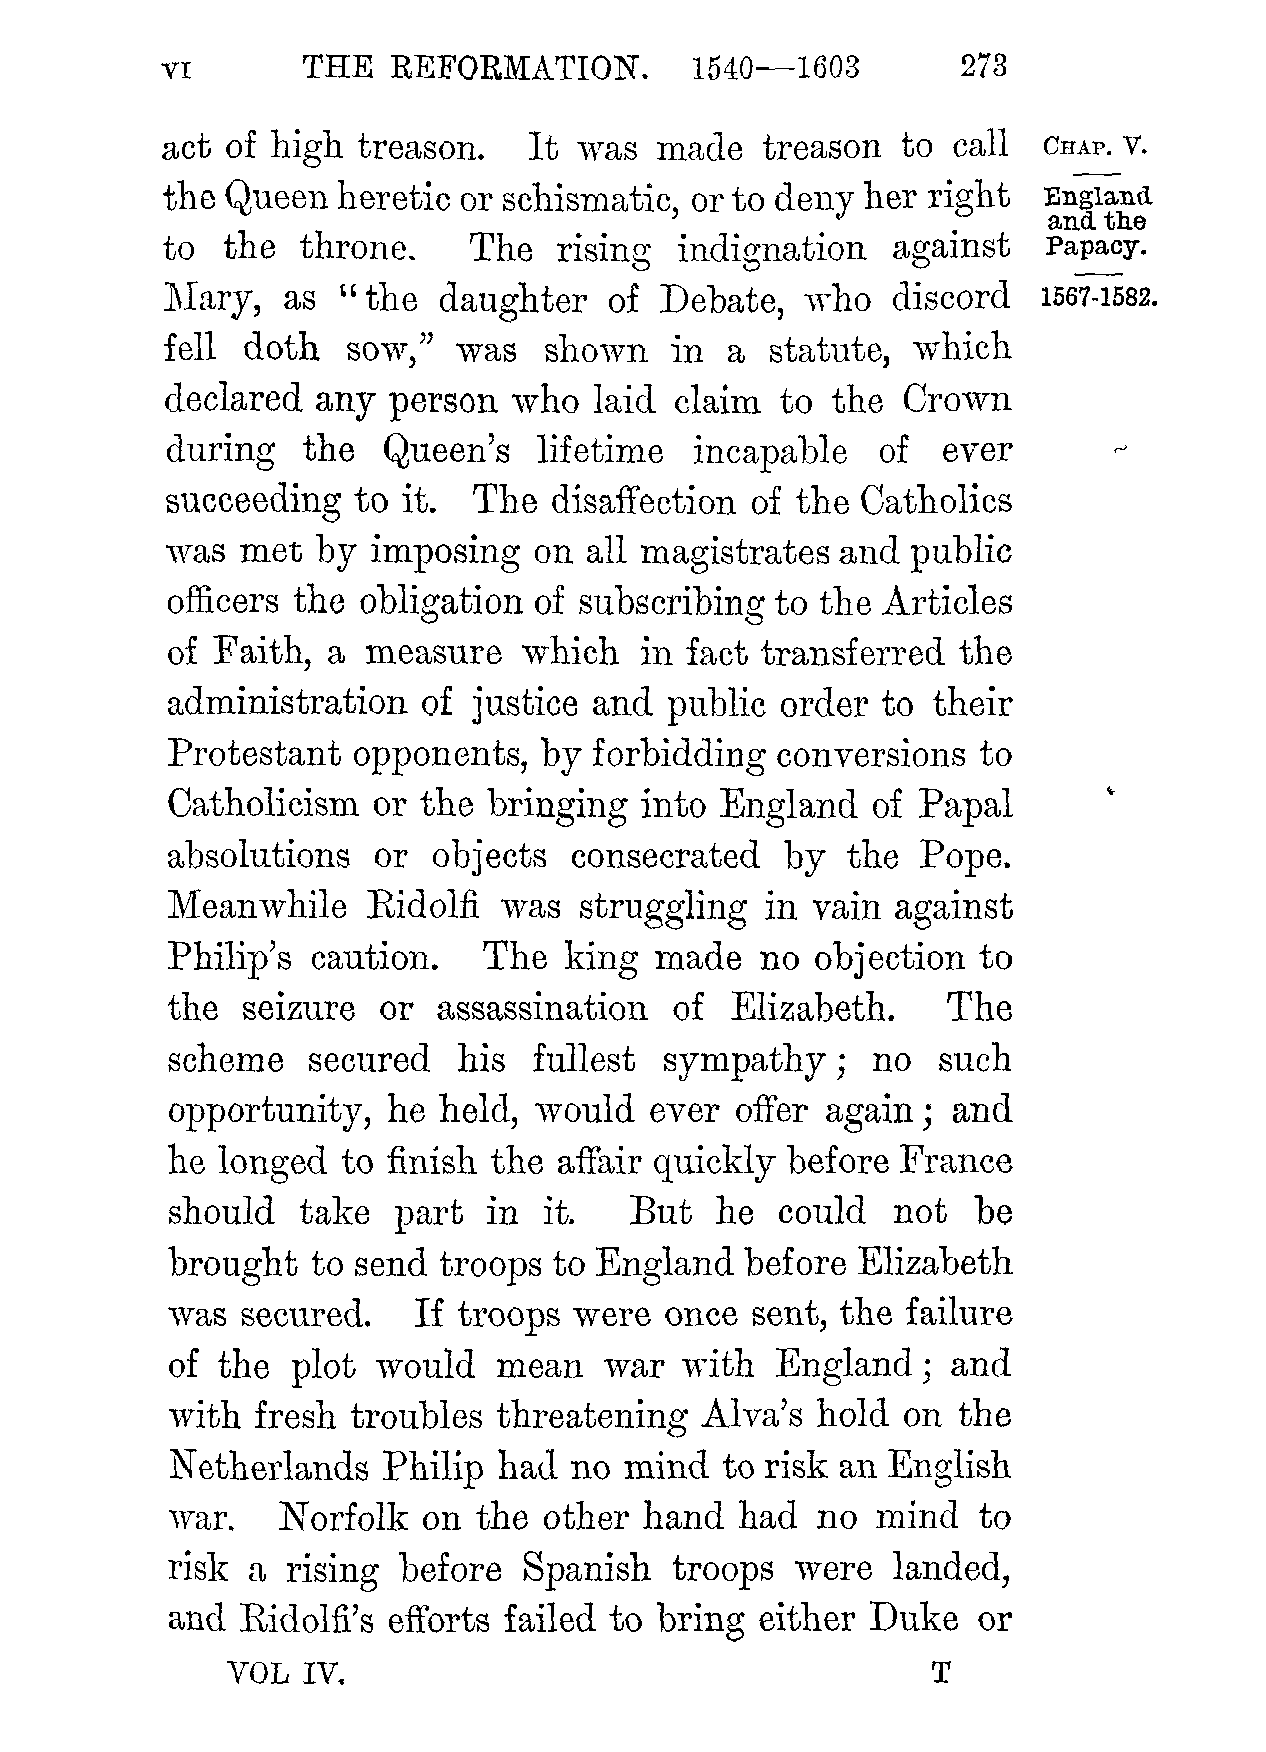 VI THE REFORMATION. 1540—1603 273
act of high treason. It was made treason to call
the Queen heretic or schismatic, or to deny her right
to the throne. The rising indignation against
Mary, as "the daughter of Debate, who discord
fell doth sow," was shown in a statute, which
declared any person who laid claim to the Crown
during the Queen's lifetime incapable of ever
succeeding to it. The disaffection of the Catholics
was met by imposing on all magistrates and public
officers the obligation of subscribing to the Articles
of Faith, a measure which in fact transferred the
administration of justice and public order to their
Protestant opponents, by forbidding conversions to
Catholicism or the bringing into England of Papal
absolutions or objects consecrated by the Pope.
Meanwhile Ridolfi was struggling in vain against
Philip's caution. The king made no objection to
the seizure or assassination of Elizabeth. The
scheme secured his fullest sympathy; no such
opportunity, he held, would ever offer again; and
he longed to finish the affair quickly before France
should take part in it. But he could not be
brought to send troops to England before Elizabeth
was secured. If troops were once sent, the failure
of the plot would mean war with England; and
with fresh troubles threatening Alva's hold on the
Netherlands Philip had no mind to risk an English
war. Norfolk on the other hand had no mind to
risk a rising before Spanish troops were landed,
and Ridolfi's efforts failed to bring either Duke or
VOL IV. T
CHAP. V.
England
and the
Papacy.
1567-1582.